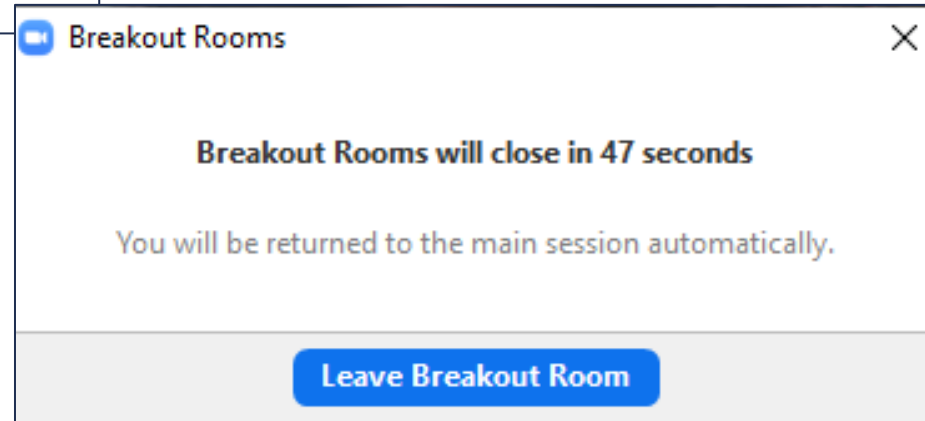 Breakout Rooms
Breakout Rooms will close in 47 seconds
You will be returned to the main session automatically.
Leave Breakout Room